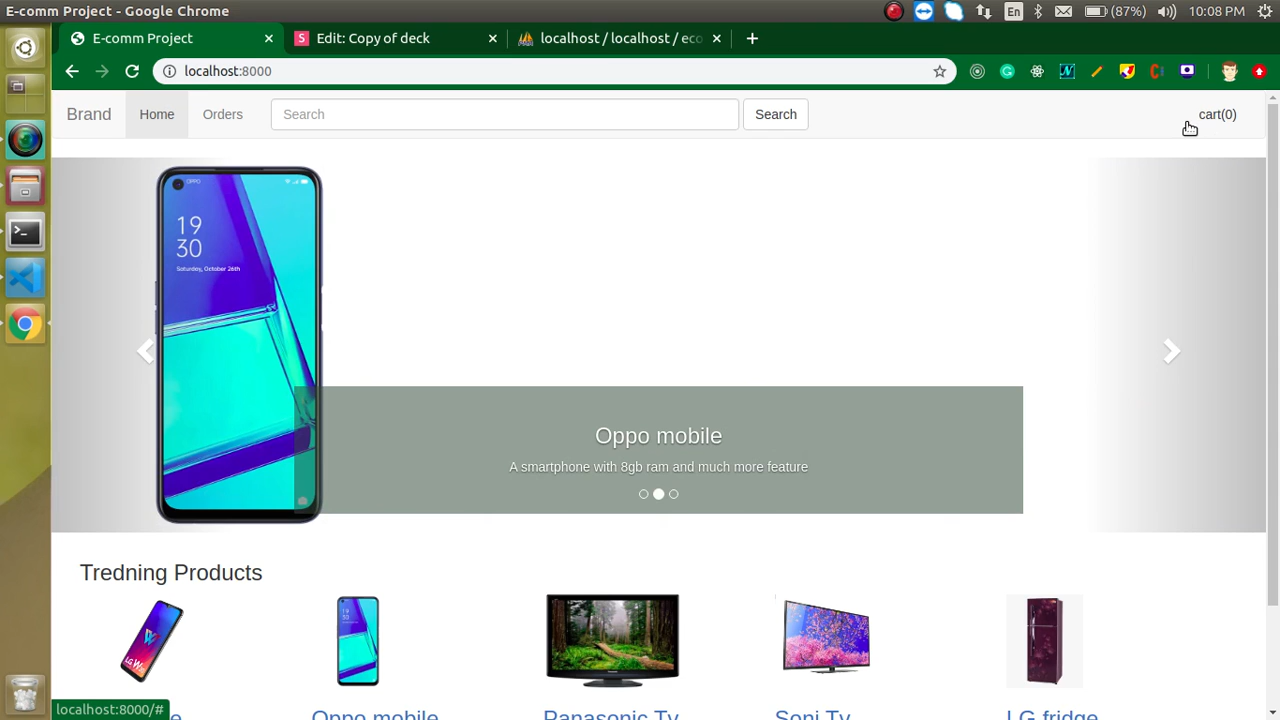 E-comm Project - Google Chrome
En
(87%)
10:08 PM
E-comm Project
S
Edit: Copy of deck
localhost / localhost / eco
localhost:8000
Brand
Home
Orders
Search
Search
cart(0)
OPPO
19
30
Saturday, October 26th
Oppo mobile
A smartphone with 8gb ram and much more feature
Tredning Products
Oppo mobile
Panasonic Tv
Soni Tv
LG fridge
localhost:8000/#